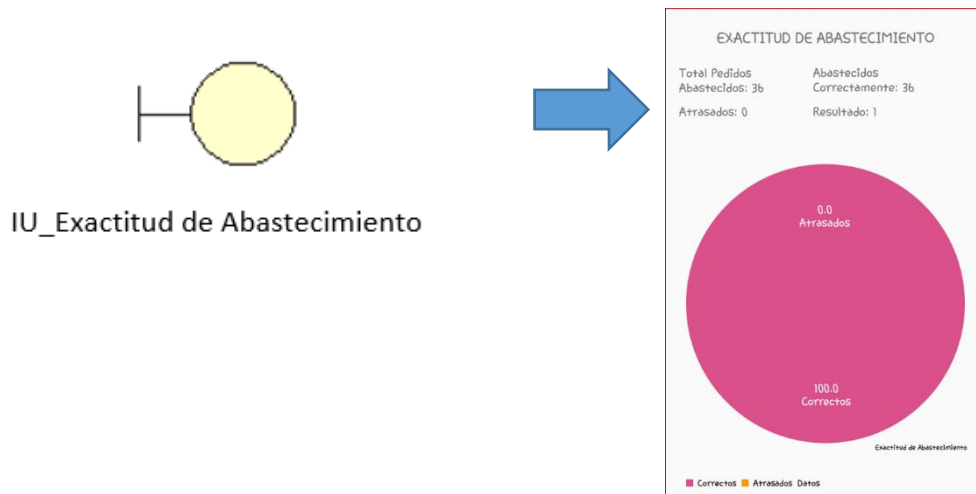 IU_Exactitud de Abastecimiento
EXACTITUD DE ABASTECIMIENTO
Total Pedidos
Abastecidos: 36
Abastecidos
Correctamente: 36
Atrasados: 0
Resultado: 1
0.0
Atrasados
100.0
Correctos
Exactitud de Abastecimiento
Correctos Atrasados Datos